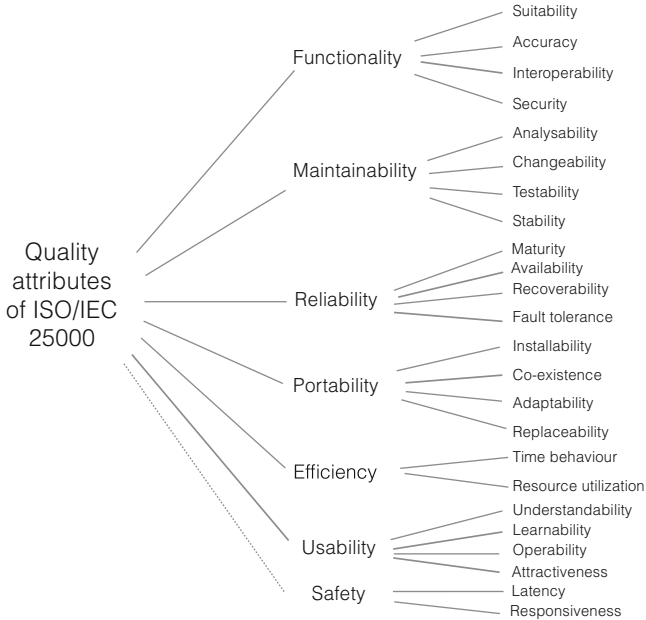 Quality
attributes
of ISO/IEC
25000
Functionality
Suitability
Accuracy
Interoperability
Security
Maintainability
Analysability
Changeability
Testability
Stability
Reliability
Maturity
Availability
Recoverability
Fault tolerance
Portability
Installability
Co-existence
Adaptability
Replaceability
Efficiency
Time behaviour
Resource utilization
Usability
Understandability
Learnability
Operability
Attractiveness
Safety
Latency
Responsiveness